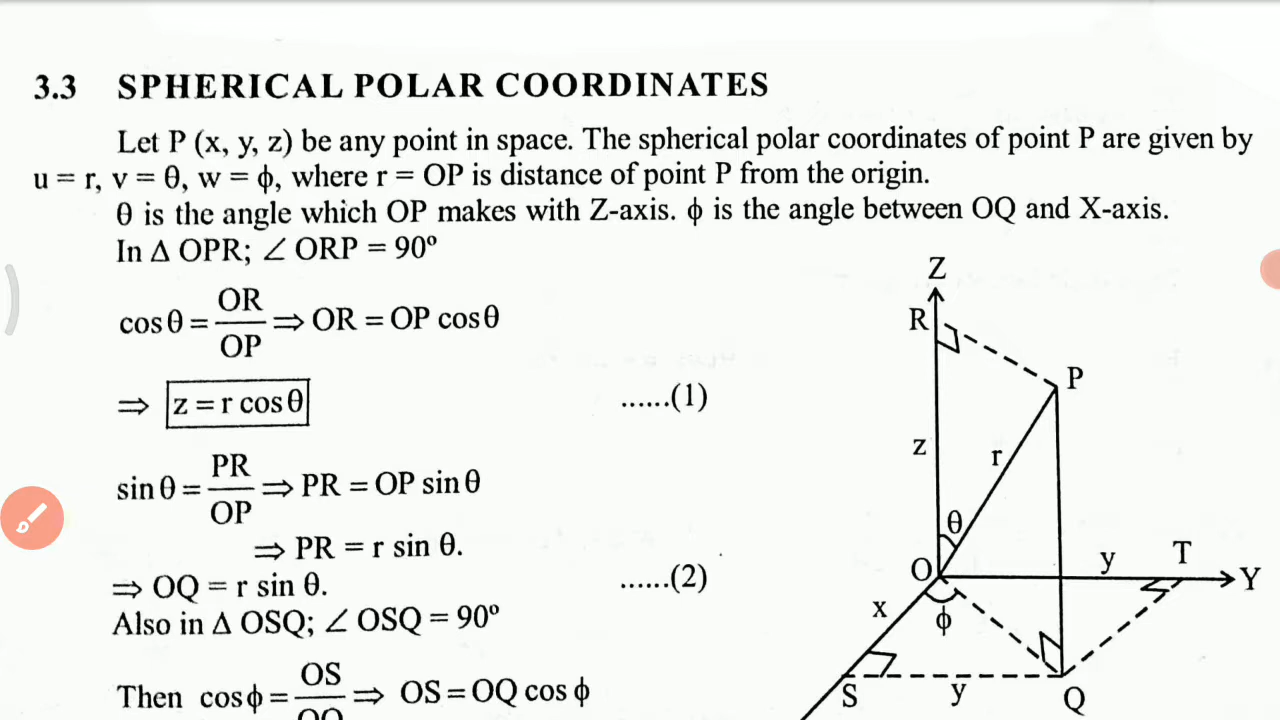 3.3 SPHERICAL POLAR COORDINATES
Let P (x, y, z) be any point in space. The spherical polar coordinates of point P are given by
u = r, v = θ, w = ϕ, where r = OP is distance of point P from the origin.
θ is the angle which OP makes with Z-axis. ϕ is the angle between OQ and X-axis.
In Δ OPR; ∠ ORP = 90º
cos θ = OR/OP ⇒ OR = OP cos θ
⇒ z = r cos θ ......(1)
sin θ = PR/OP ⇒ PR = OP sin θ
⇒ PR = r sin θ.
⇒ OQ = r sin θ. ......(2)
Also in Δ OSQ; ∠ OSQ = 90º
Then cos ϕ = OS/OQ ⇒ OS = OQ cos ϕ
Z
R
P
z
r
θ
O
y
T
Y
x
ϕ
S
y
Q